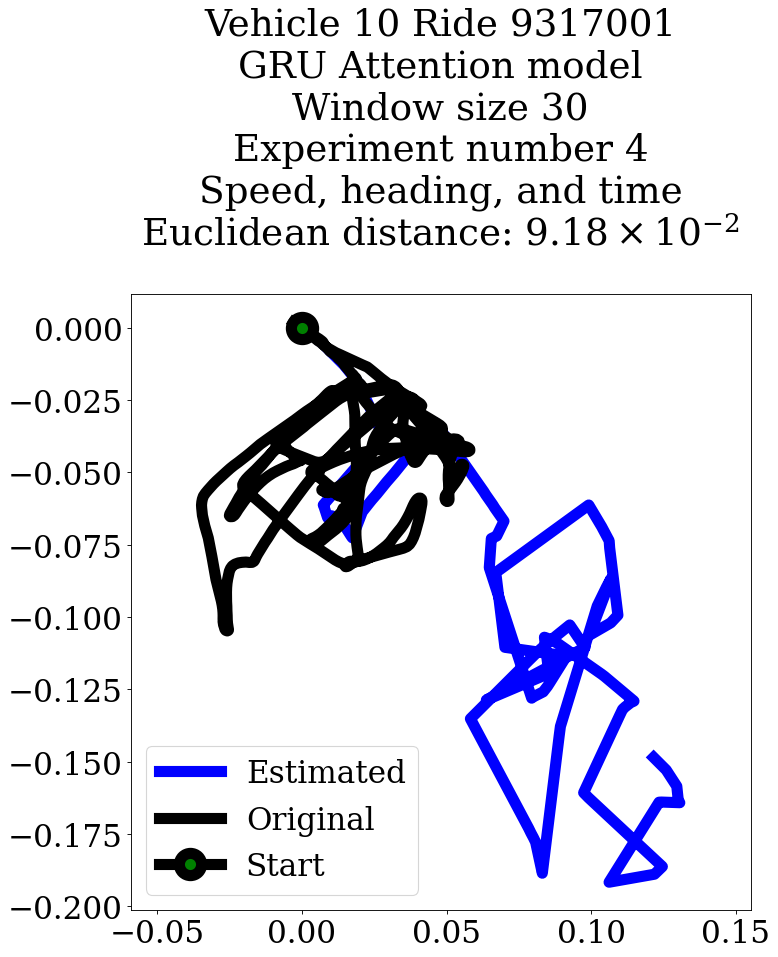 Vehicle 10 Ride 9317001
GRU Attention model
Window size 30
Experiment number 4
Speed, heading, and time
Euclidean distance: 9.18 × 10⁻²
0.000
−0.025
−0.050
−0.075
−0.100
−0.125
−0.150
−0.175
−0.200
Estimated
Original
Start
−0.05
0.00
0.05
0.10
0.15